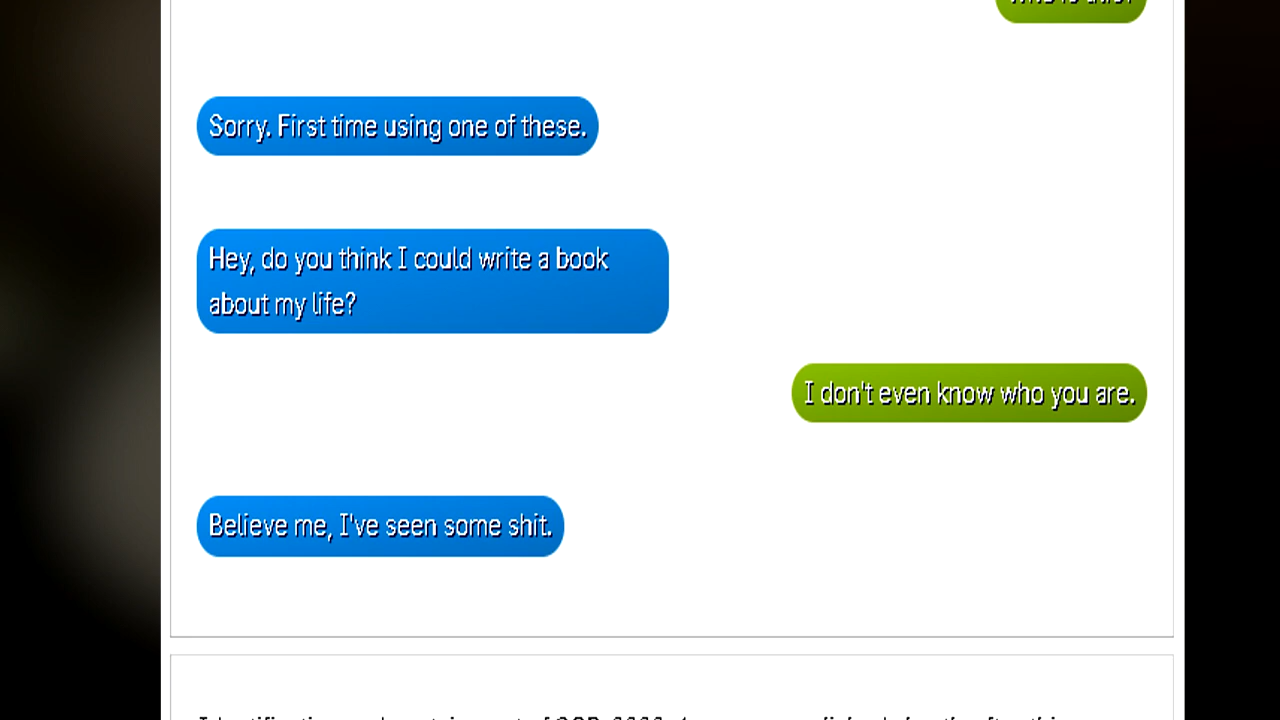 Sorry. First time using one of these.
Hey, do you think I could write a book
about my life?
I don't even know who you are.
Believe me, I've seen some shit.